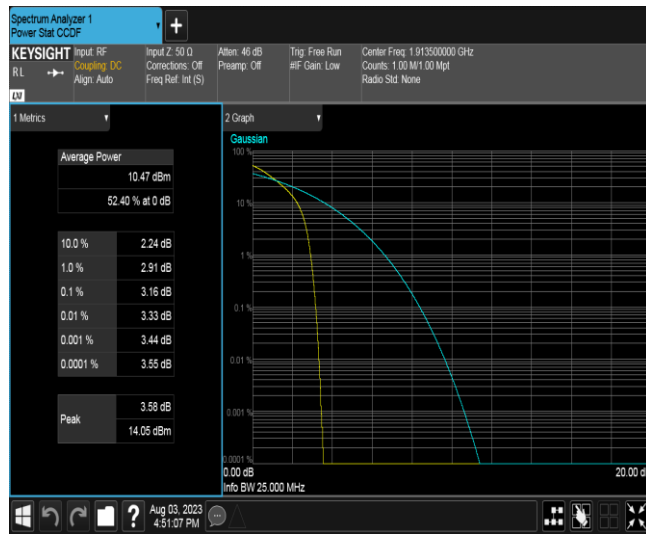 Spectrum Analyzer 1
Power Stat CCDF
+
KEYSIGHT
RL
LXI
Input: RF
Coupling: DC
Align: Auto
Input Z: 50 Ω
Corrections: Off
Freq Ref: Int (S)
Atten: 46 dB
Preamp: Off
Trig: Free Run
#IF Gain: Low
Center Freq: 1.913500000 GHz
Counts: 1.00 M/1.00 Mpt
Radio Std: None
1 Metrics
Average Power
10.47 dBm
52.40 % at 0 dB
10.0 % 2.24 dB
1.0 % 2.91 dB
0.1 % 3.16 dB
0.01 % 3.33 dB
0.001 % 3.44 dB
0.0001 % 3.55 dB
Peak
3.58 dB
14.05 dBm
2 Graph
Gaussian
100 %
10 %
1 %
0.1 %
0.01 %
0.001 %
0.0001 %
0.00 dB
20.00 d
Info BW 25.000 MHz
?
Aug 03, 2023
4:51:07 PM